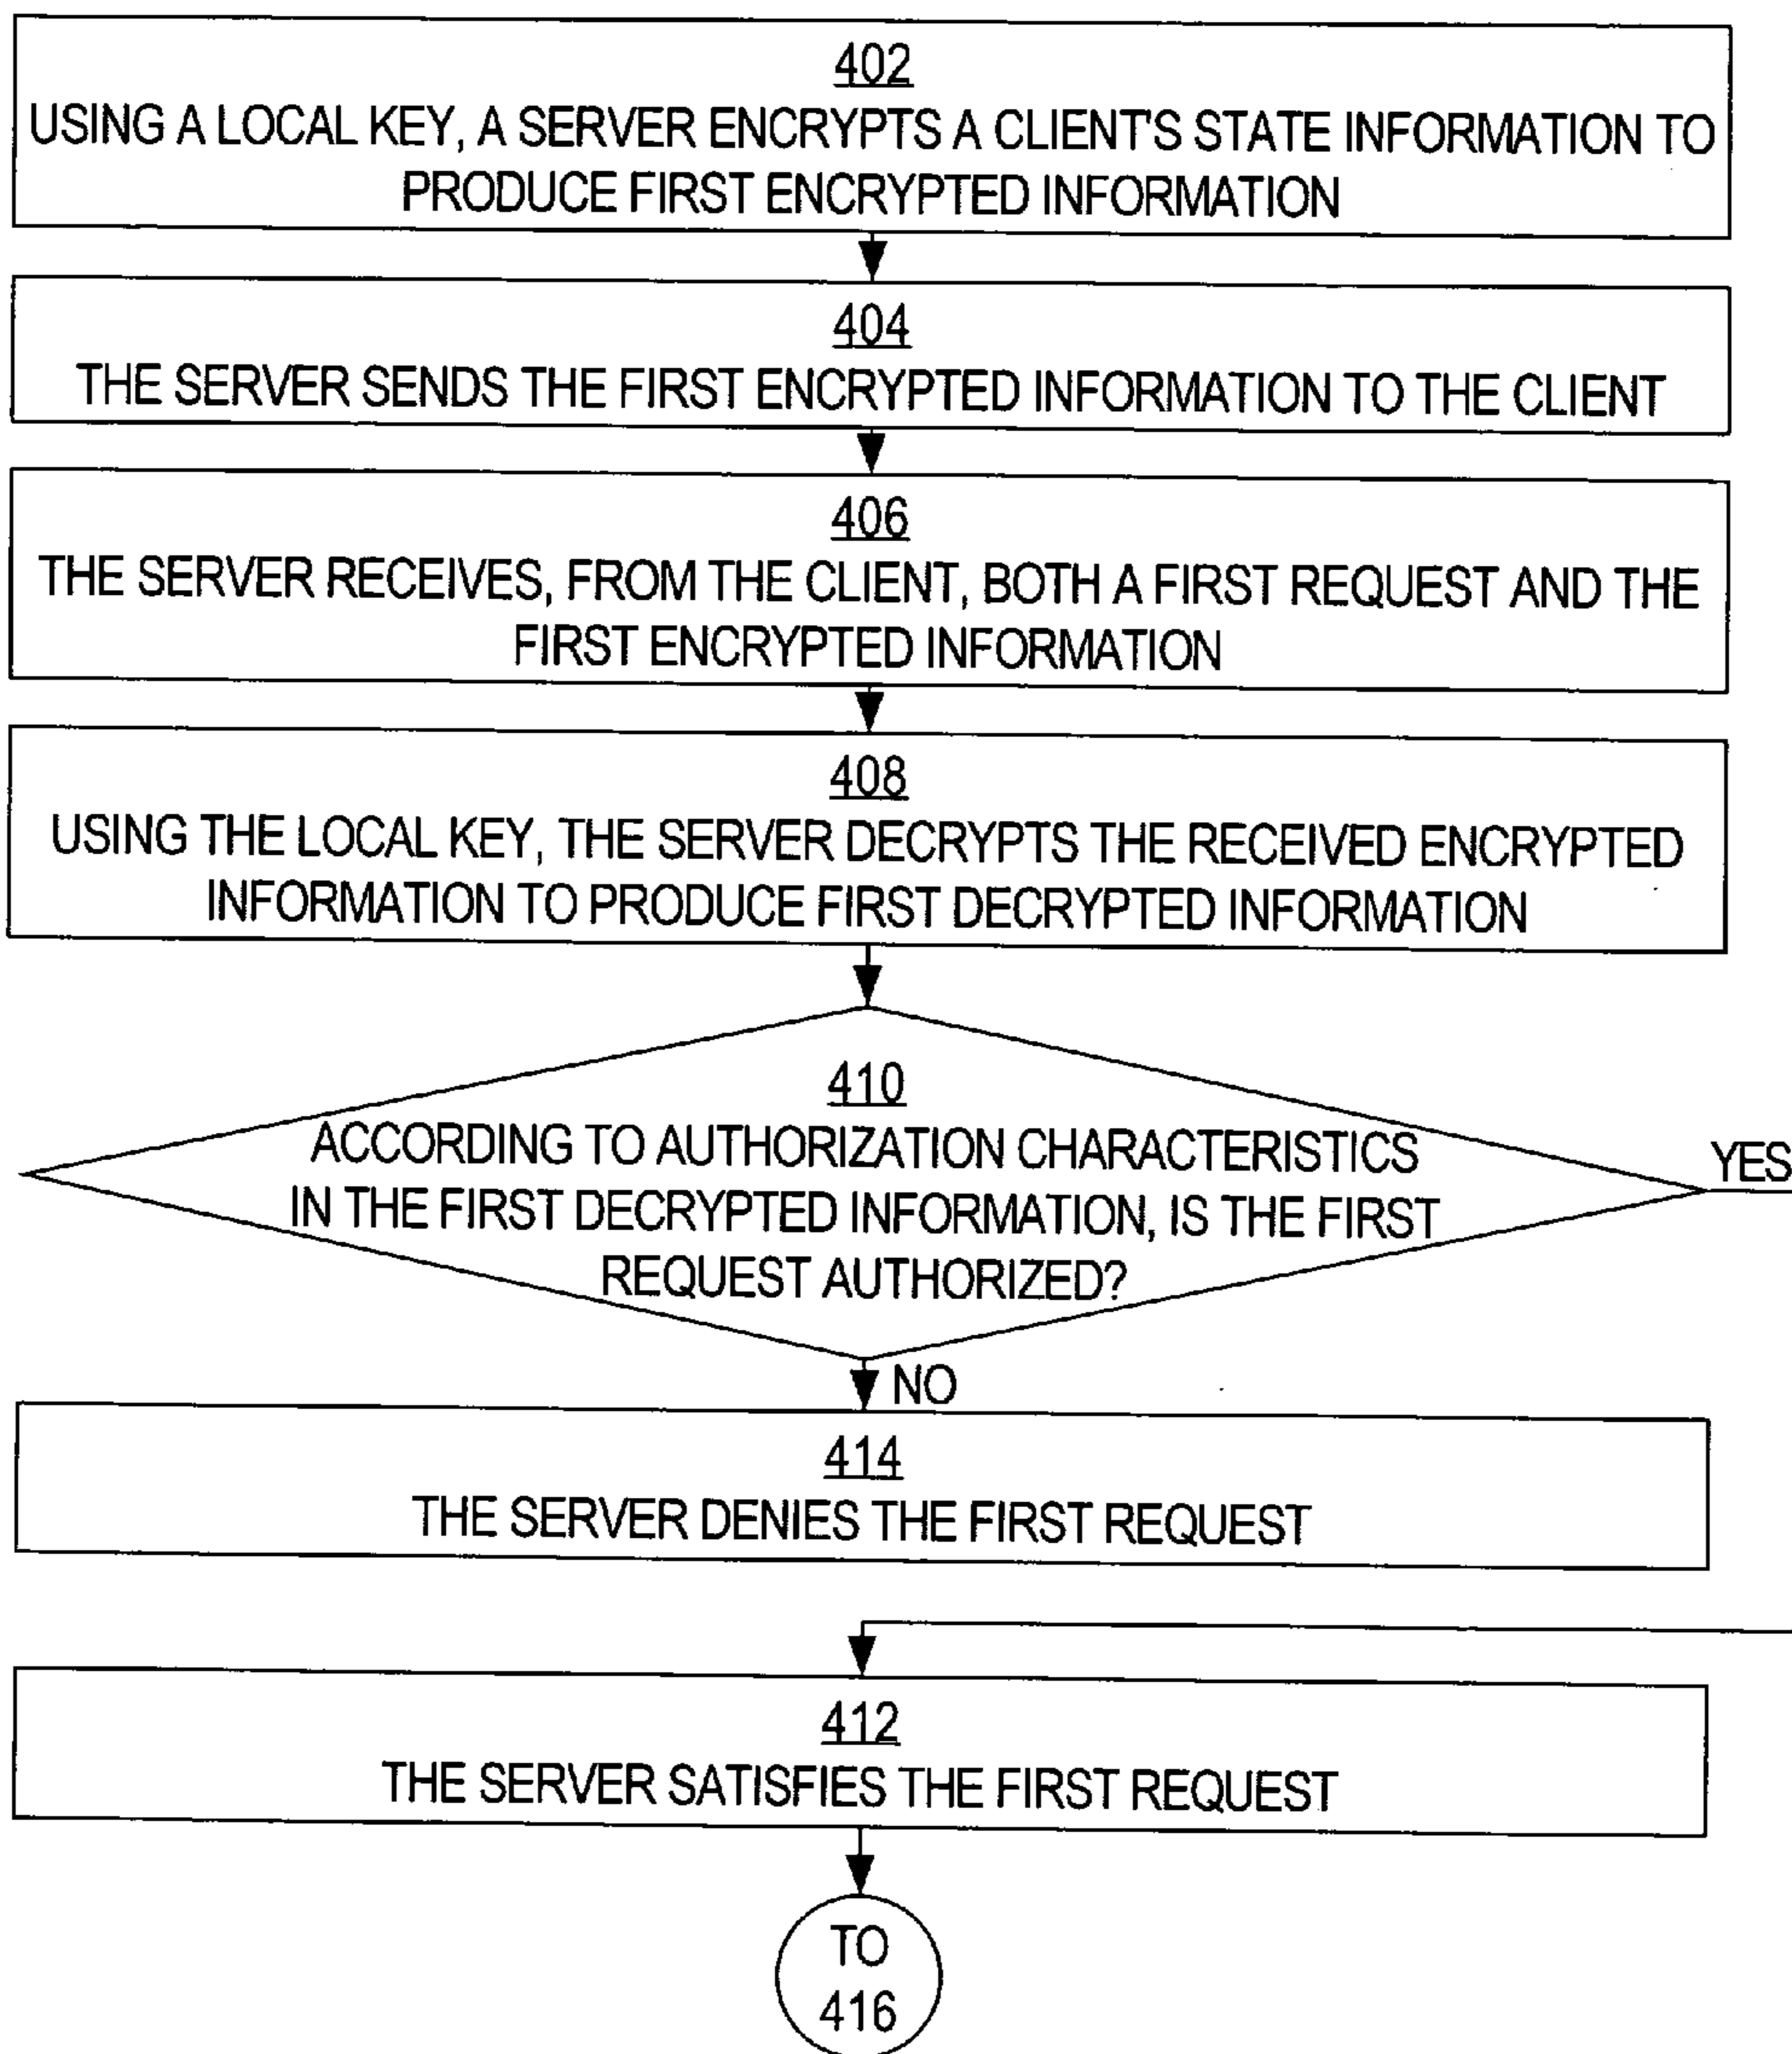 402
USING A LOCAL KEY, A SERVER ENCRYPTS A CLIENT'S STATE INFORMATION TO
PRODUCE FIRST ENCRYPTED INFORMATION
404
THE SERVER SENDS THE FIRST ENCRYPTED INFORMATION TO THE CLIENT
406
THE SERVER RECEIVES, FROM THE CLIENT, BOTH A FIRST REQUEST AND THE
FIRST ENCRYPTED INFORMATION
408
USING THE LOCAL KEY, THE SERVER DECRYPTS THE RECEIVED ENCRYPTED
INFORMATION TO PRODUCE FIRST DECRYPTED INFORMATION
410
ACCORDING TO AUTHORIZATION CHARACTERISTICS
IN THE FIRST DECRYPTED INFORMATION, IS THE FIRST
REQUEST AUTHORIZED?
YES
NO
414
THE SERVER DENIES THE FIRST REQUEST
412
THE SERVER SATISFIES THE FIRST REQUEST
TO
416